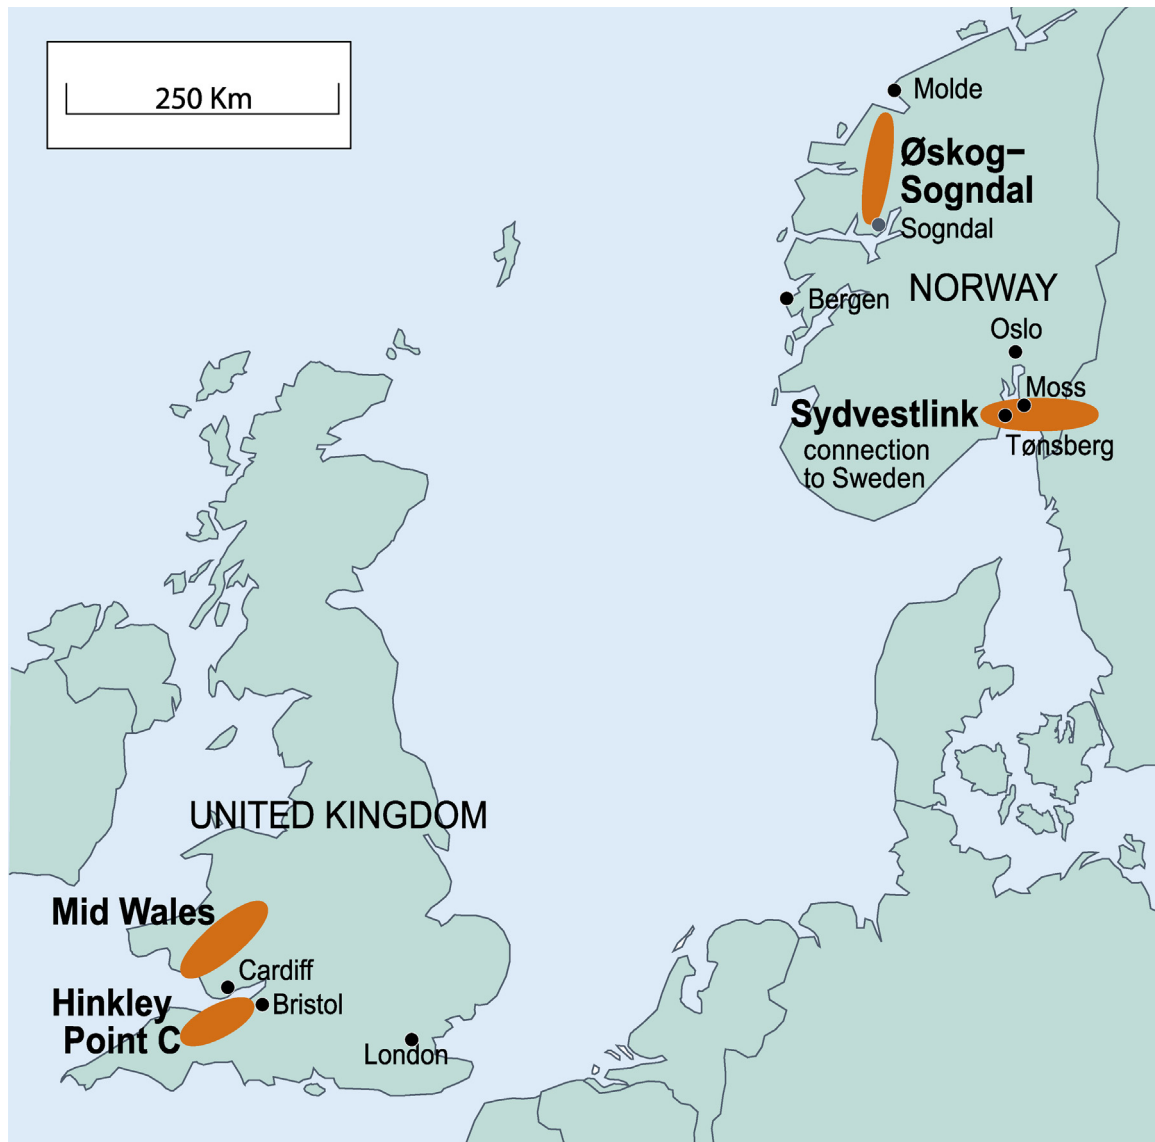 250 Km
Molde
Øskog–
Sogndal
Sogndal
NORWAY
Bergen
Oslo
Moss
Sydvestlink
connection
to Sweden
Tønsberg
UNITED KINGDOM
Mid Wales
Cardiff
Hinkley
Point C
Bristol
London